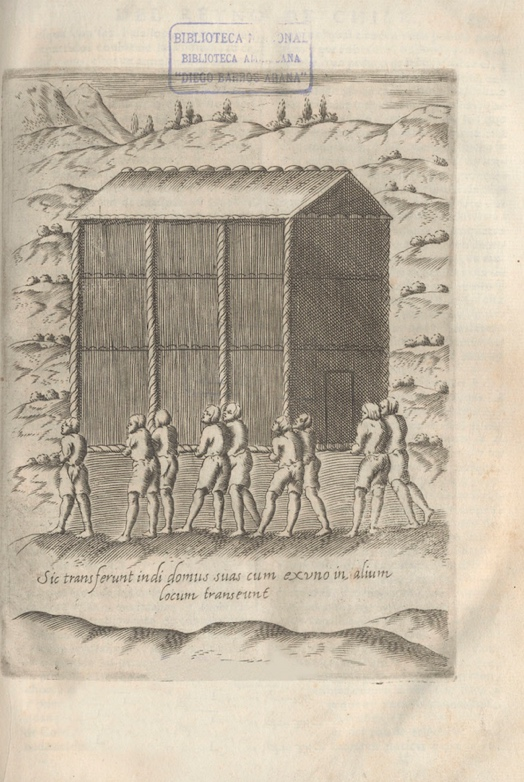 BIBLIOTECA NACIONAL
BIBLIOTECA AMERICANA
"DIEGO BARROS ARANA"
Sic transferunt indi domus suas cum ex vno in alium
locum transeunt